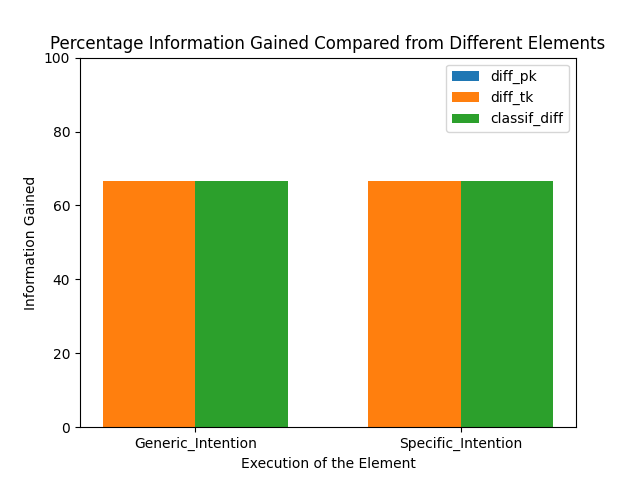 Percentage Information Gained Compared from Different Elements
100
80
60
40
20
0
Information Gained
diff_pk
diff_tk
classif_diff
Generic_Intention
Specific_Intention
Execution of the Element